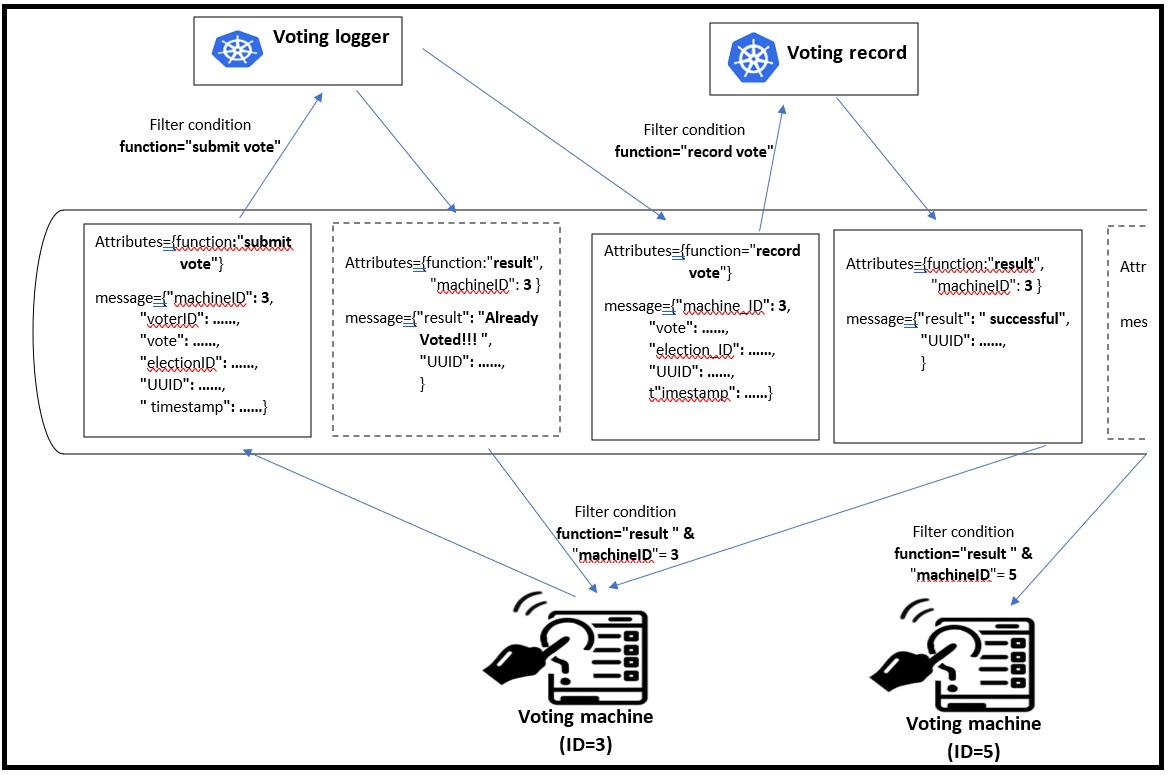 Voting logger
Voting record
Filter condition
function="submit vote"
Filter condition
function="record vote"
Attributes={function:"submit
vote"}
message={"machineID": 3,
"voterID": ……,
"vote": ……,
"electionID": ……,
"UUID": ……,
" timestamp": ……}
Attributes={function:"result",
"machineID": 3 }
message={"result": "Already
Voted!!! ",
"UUID": ……,
}
Attributes={function="record
vote"}
message={"machine_ID": 3,
"vote": ……,
"election_ID": ……,
"UUID": ……,
t"imestamp": ……}
Attributes={function:"result",
"machineID": 3 }
message={"result": " successful",
"UUID": ……,
}
Attr
mes
Filter condition
function="result " &
"machineID"= 3
Filter condition
function="result " &
"machineID"= 5
Voting machine
(ID=3)
Voting machine
(ID=5)